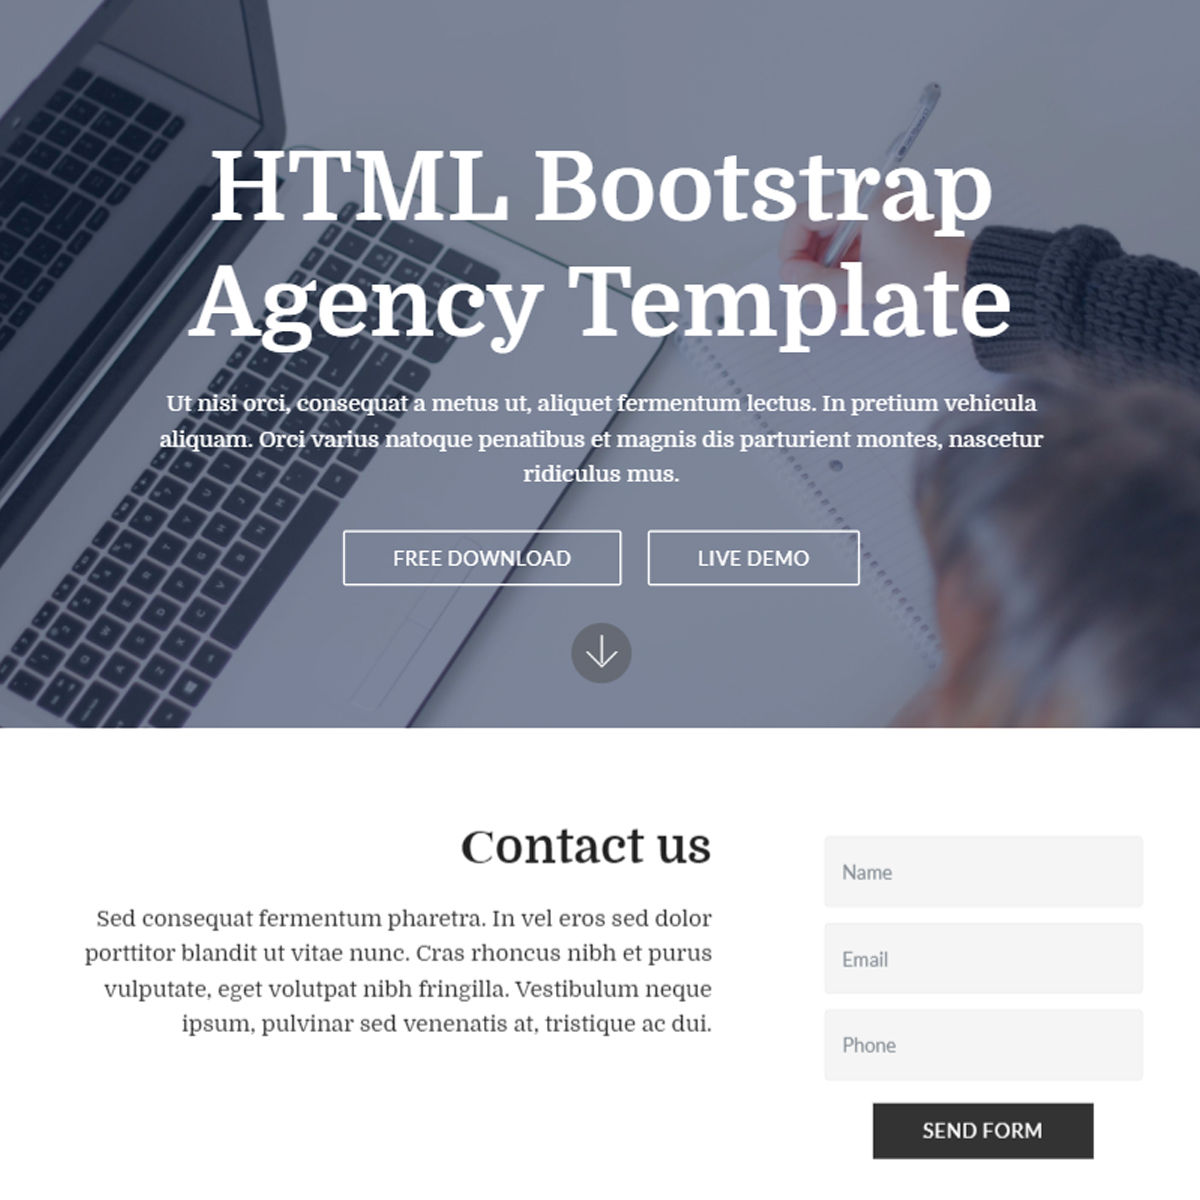 HTML Bootstrap
Agency Template
Ut nisi orci, consequat a metus ut, aliquet fermentum lectus. In pretium vehicula
aliquam. Orci varius natoque penatibus et magnis dis parturient montes, nascetur
ridiculus mus.
FREE DOWNLOAD
LIVE DEMO
Contact us
Sed consequat fermentum pharetra. In vel eros sed dolor
porttitor blandit ut vitae nunc. Cras rhoncus nibh et purus
vulputate, eget volutpat nibh fringilla. Vestibulum neque
ipsum, pulvinar sed venenatis at, tristique ac dui.
Name
Email
Phone
SEND FORM